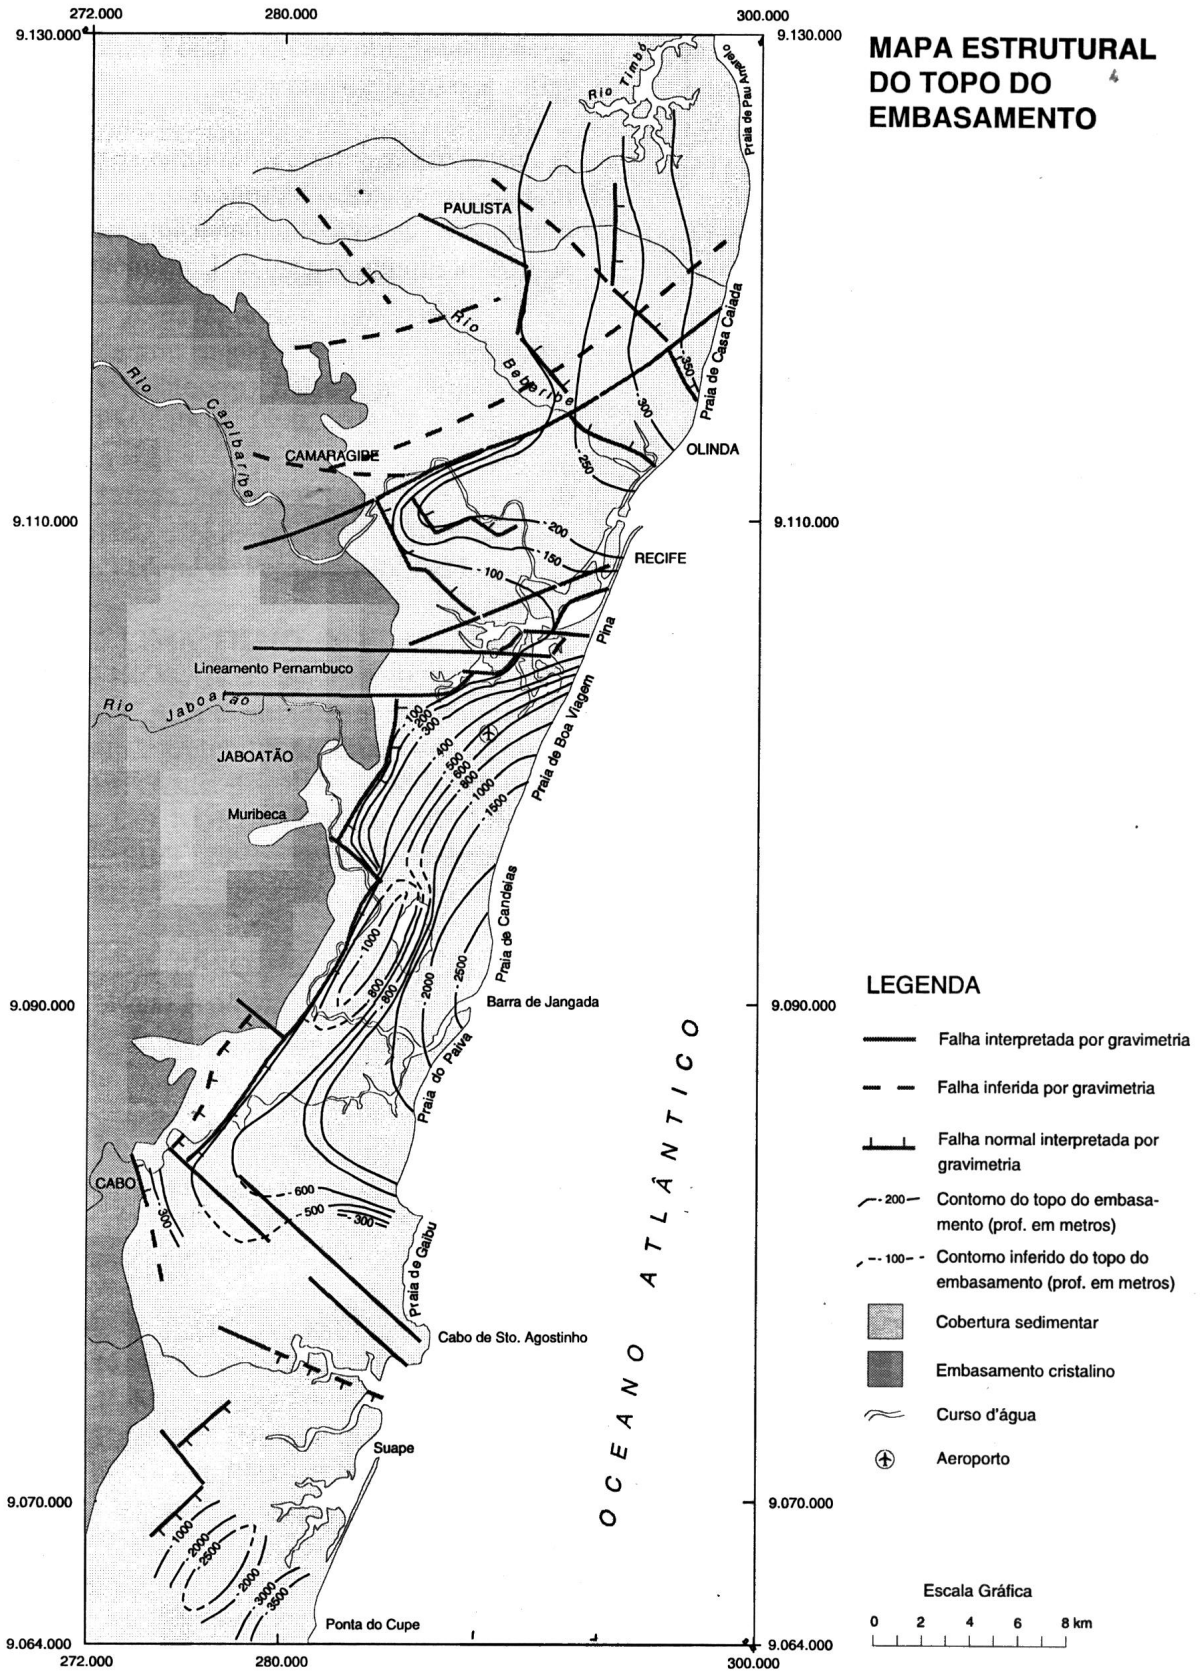 272.000
280.000
300.000
9.130.000
9.130.000
MAPA ESTRUTURAL
DO TOPO DO
EMBASAMENTO
Rio Timbó
Praia de Pau Amarelo
PAULISTA
Rio Beberibe
Praia de Casa Caiada
-350
-300
Rio Capibaribe
CAMARAGIBE
OLINDA
-250
9.110.000
9.110.000
-200
-150
-100
RECIFE
Pina
Lineamento Pernambuco
Rio Jaboatão
-100
-200
-300
-400
-500
-600
-800
-1000
-1500
Praia de Boa Viagem
JABOATÃO
Muribeca
Praia de Candeias
-1000
-800
-800
-2000
-2500
9.090.000
9.090.000
Barra de Jangada
Praia do Paiva
CABO
-300
-600
-500
-300
Praia de Gaibu
Cabo de Sto. Agostinho
OCEANO ATLÂNTICO
Suape
9.070.000
9.070.000
-1000
-2000
-2500
-2000
-3000
-3500
Ponta do Cupe
9.064.000
9.064.000
272.000
280.000
300.000
LEGENDA
Falha interpretada por gravimetria
Falha inferida por gravimetria
Falha normal interpretada por
gravimetria
-200
Contorno do topo do embasa-
mento (prof. em metros)
-100
Contorno inferido do topo do
embasamento (prof. em metros)
Cobertura sedimentar
Embasamento cristalino
Curso d'água
Aeroporto
Escala Gráfica
0 2 4 6 8 km